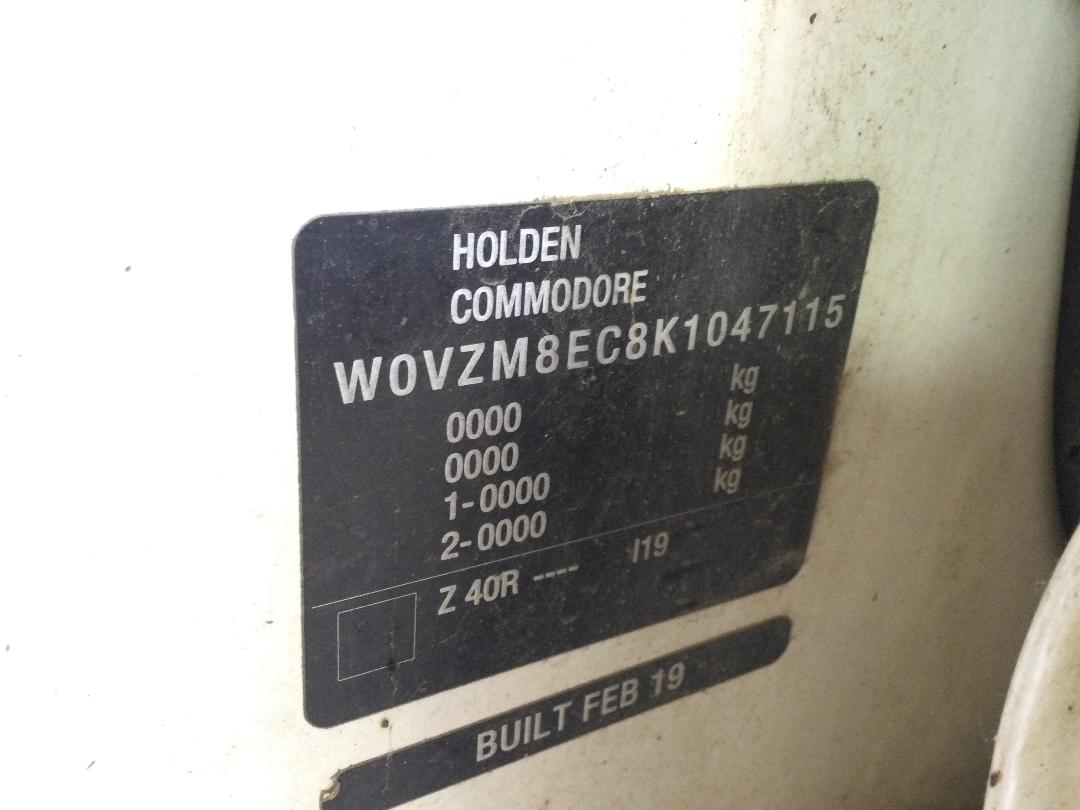 HOLDEN
COMMODORE
W0VZM8EC8K1047115
0000 kg
0000 kg
1-0000 kg
2-0000 kg
Z 40R ---- I19
BUILT FEB 19